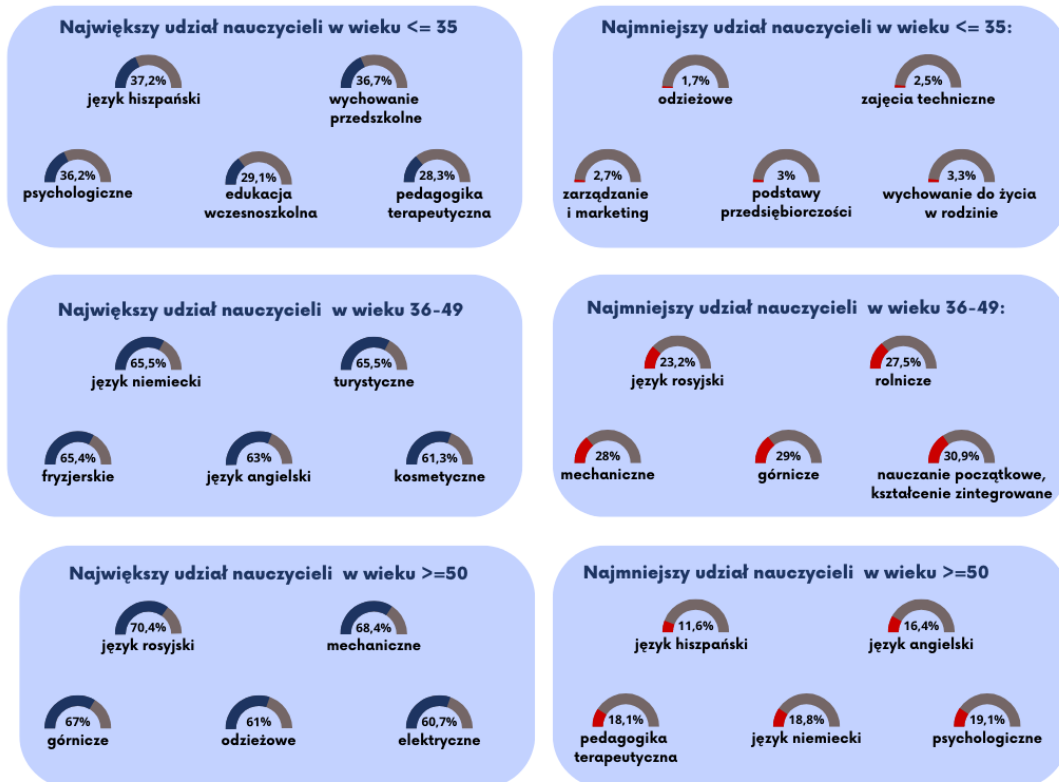 Największy udział nauczycieli w wieku <= 35
37,2%
język hiszpański
36,7%
wychowanie
przedszkolne
36,2%
psychologiczne
29,1%
edukacja
wczesnoszkolna
28,3%
pedagogika
terapeutyczna
Najmniejszy udział nauczycieli w wieku <= 35:
1,7%
odzieżowe
2,5%
zajęcia techniczne
2,7%
zarządzanie
i marketing
3%
podstawy
przedsiębiorczości
3,3%
wychowanie do życia
w rodzinie
Największy udział nauczycieli w wieku 36-49
65,5%
język niemiecki
65,5%
turystyczne
65,4%
fryzjerskie
63%
język angielski
61,3%
kosmetyczne
Najmniejszy udział nauczycieli w wieku 36-49:
23,2%
język rosyjski
27,5%
rolnicze
28%
mechaniczne
29%
górnicze
30,9%
nauczanie początkowe,
kształcenie zintegrowane
Największy udział nauczycieli w wieku >=50
70,4%
język rosyjski
68,4%
mechaniczne
67%
górnicze
61%
odzieżowe
60,7%
elektryczne
Najmniejszy udział nauczycieli w wieku >=50
11,6%
język hiszpański
16,4%
język angielski
18,1%
pedagogika
terapeutyczna
18,8%
język niemiecki
19,1%
psychologiczne